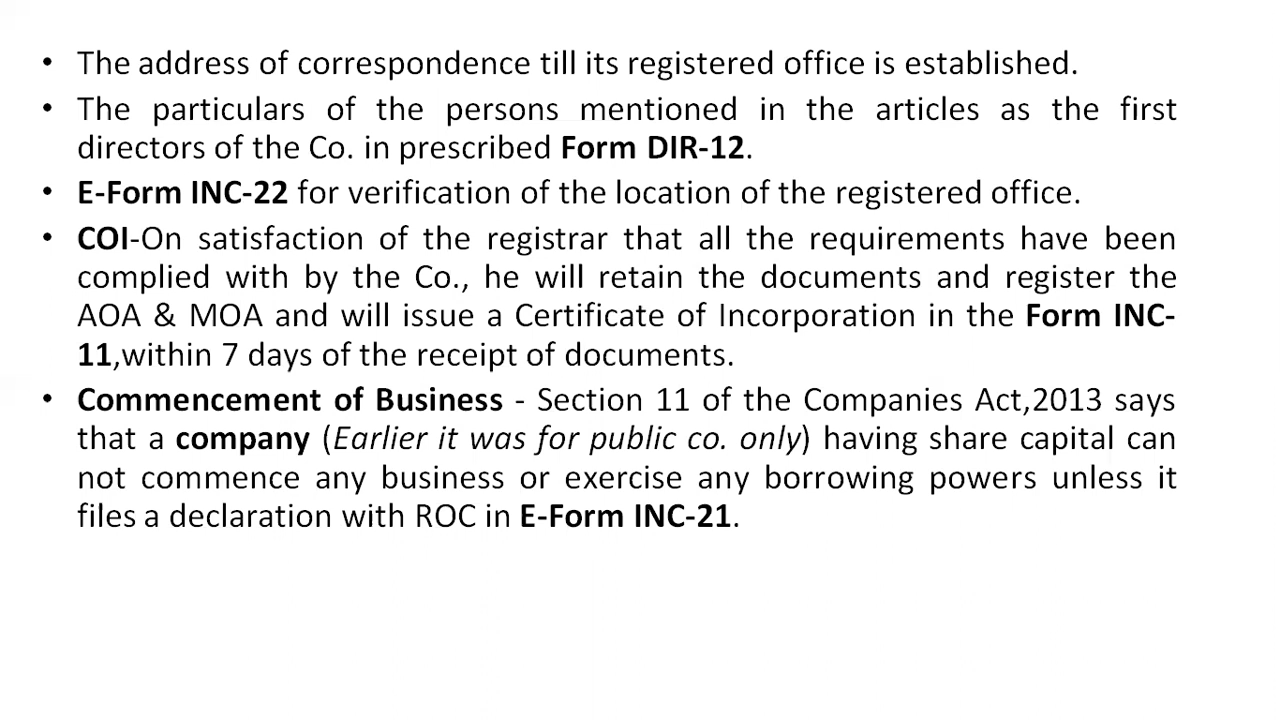 • The address of correspondence till its registered office is established.
• The particulars of the persons mentioned in the articles as the first
directors of the Co. in prescribed Form DIR-12.
• E-Form INC-22 for verification of the location of the registered office.
• COI-On satisfaction of the registrar that all the requirements have been
complied with by the Co., he will retain the documents and register the
AOA & MOA and will issue a Certificate of Incorporation in the Form INC-
11,within 7 days of the receipt of documents.
• Commencement of Business - Section 11 of the Companies Act,2013 says
that a company (Earlier it was for public co. only) having share capital can
not commence any business or exercise any borrowing powers unless it
files a declaration with ROC in E-Form INC-21.